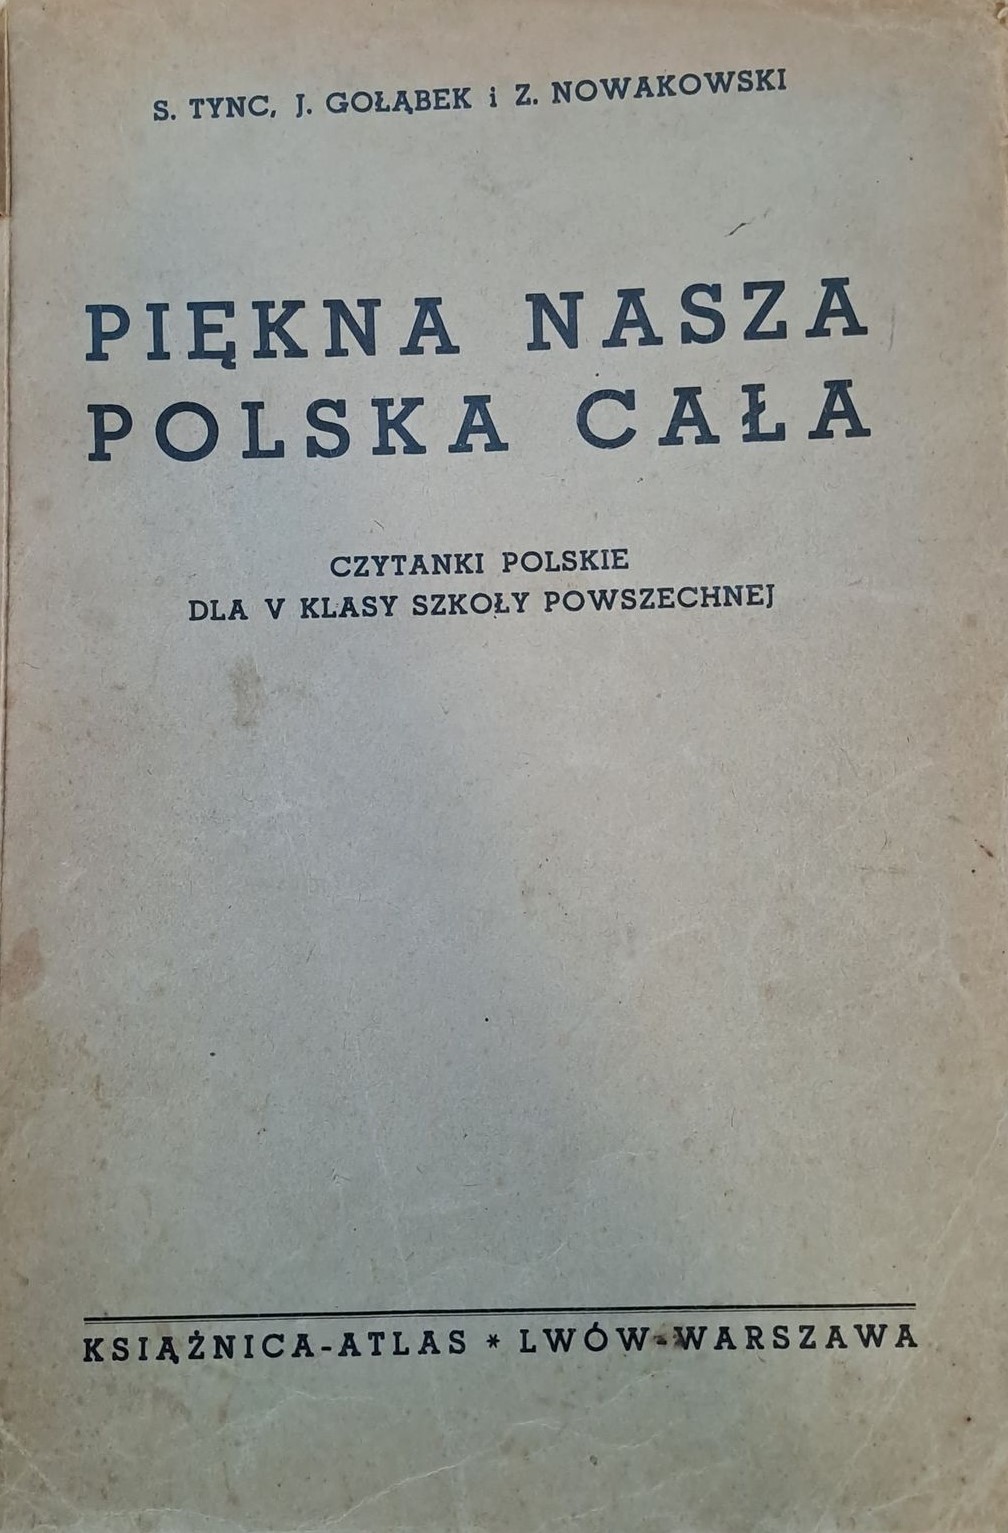 S. TYNC, J. GOŁĄBEK i Z. NOWAKOWSKI
PIĘKNA NASZA
POLSKA CAŁA
CZYTANKI POLSKIE
DLA V KLASY SZKOŁY POWSZECHNEJ
KSIĄŻNICA-ATLAS * LWÓW-WARSZAWA